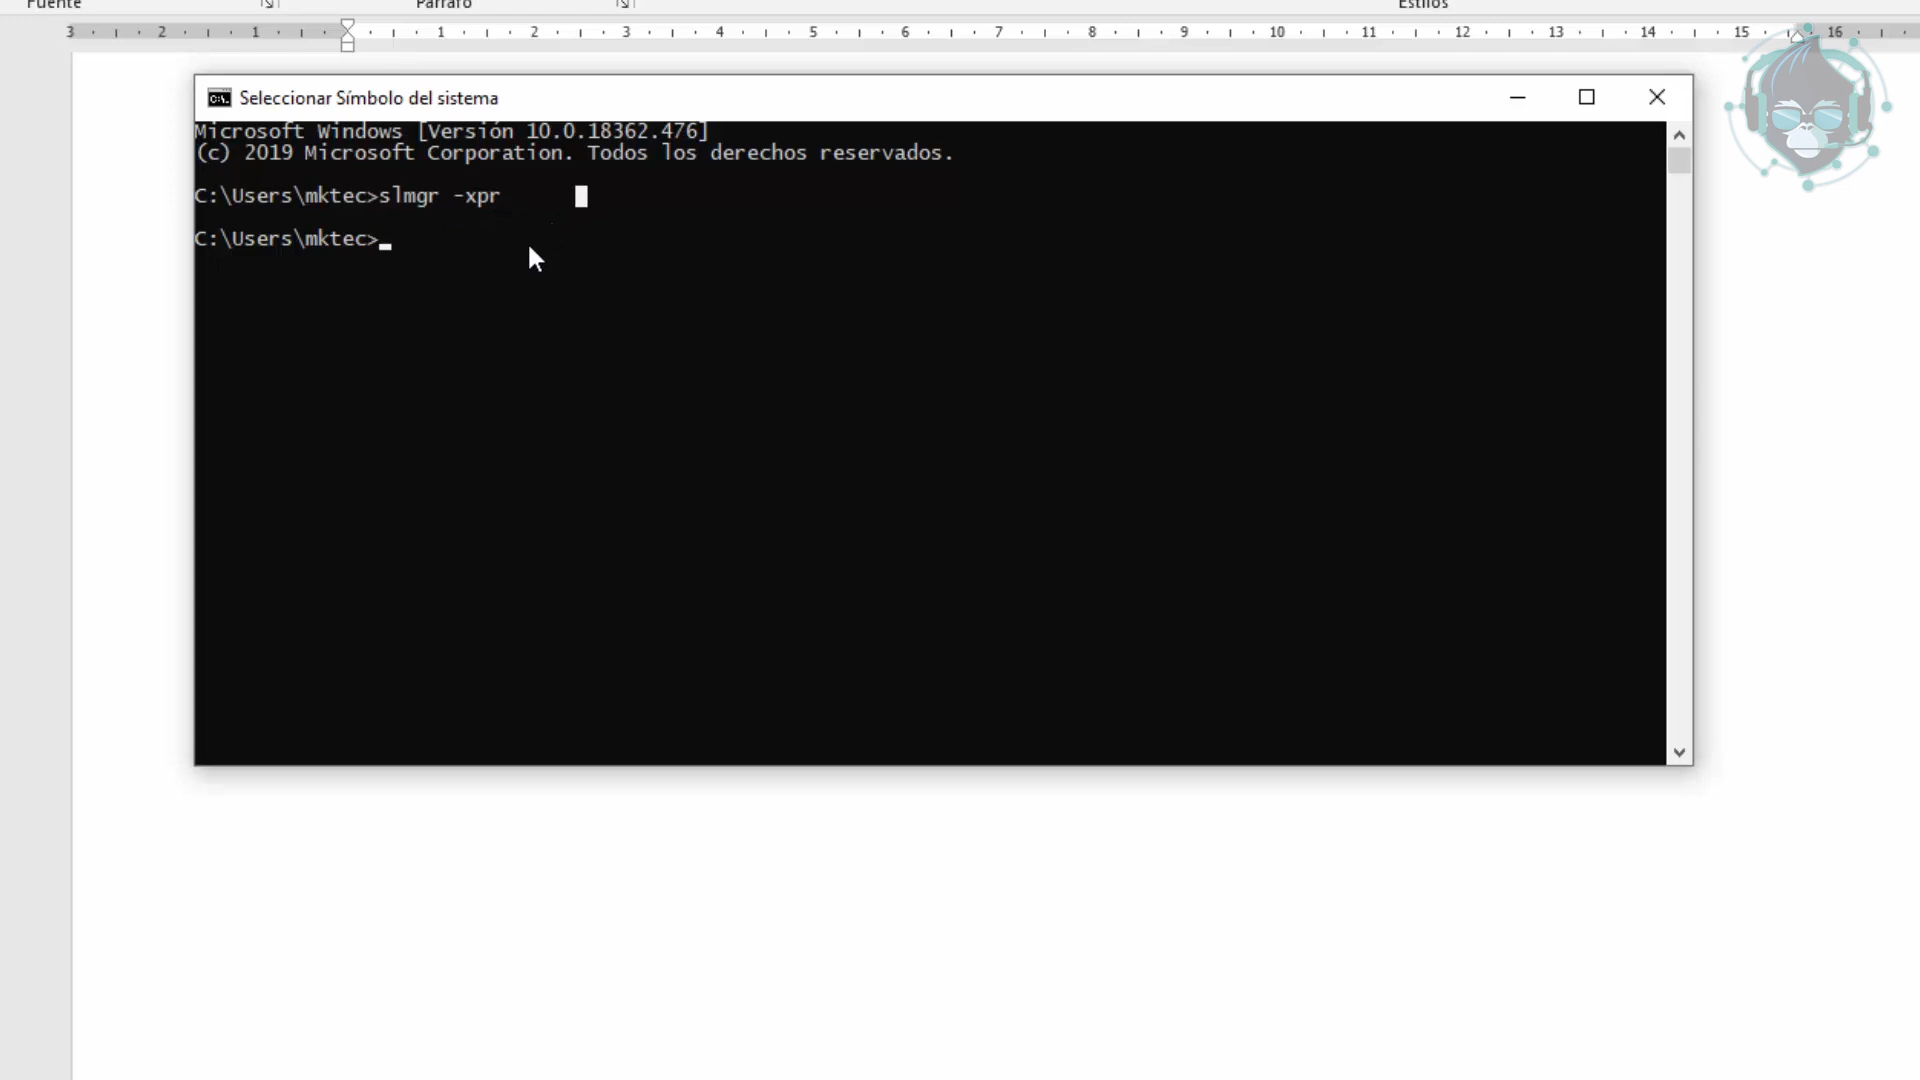 Fuente Párrafo Estilos
3 2 1 1 2 3 4 5 6 7 8 9 10 11 12 13 14 15 16
Seleccionar Símbolo del sistema
Microsoft Windows [Versión 10.0.18362.476]
(c) 2019 Microsoft Corporation. Todos los derechos reservados.
C:\Users\mktec>slmgr -xpr
C:\Users\mktec>